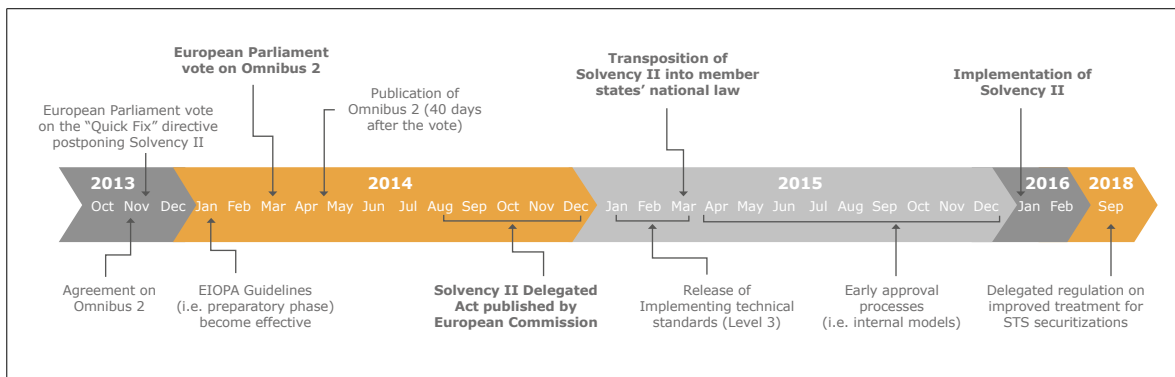 European Parliament
vote on Omnibus 2
Transposition of
Solvency II into member
states’ national law
Implementation of
Solvency II
European Parliament vote
on the “Quick Fix” directive
postponing Solvency II
Publication of
Omnibus 2 (40 days
after the vote)
2013 2014 2015 2016 2018
Oct Nov Dec Jan Feb Mar Apr May Jun Jul Aug Sep Oct Nov Dec Jan Feb Mar Apr May Jun Jul Aug Sep Oct Nov Dec Jan Feb Sep
Agreement on
Omnibus 2
EIOPA Guidelines
(i.e. preparatory phase)
become effective
Solvency II Delegated
Act published by
European Commission
Release of
Implementing technical
standards (Level 3)
Early approval
processes
(i.e. internal models)
Delegated regulation on
improved treatment for
STS securitizations